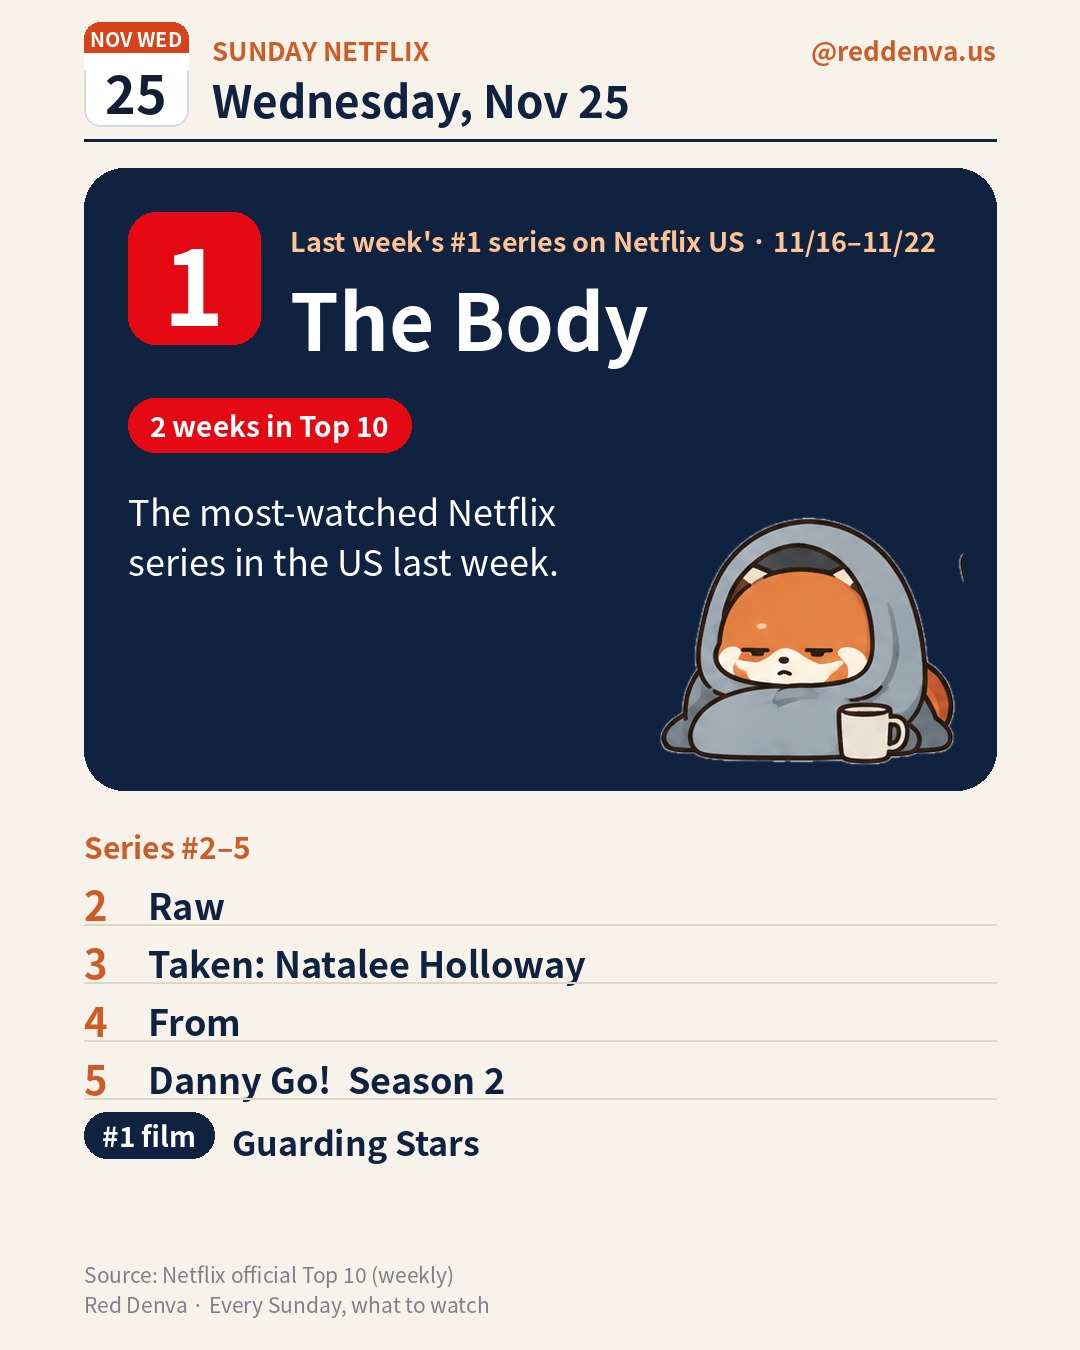 NOV WED
25
SUNDAY NETFLIX
Wednesday, Nov 25
@reddenva.us
1
Last week's #1 series on Netflix US · 11/16–11/22
The Body
2 weeks in Top 10
The most-watched Netflix
series in the US last week.
Series #2–5
2 Raw
3 Taken: Natalee Holloway
4 From
5 Danny Go! Season 2
#1 film Guarding Stars
Source: Netflix official Top 10 (weekly)
Red Denva · Every Sunday, what to watch